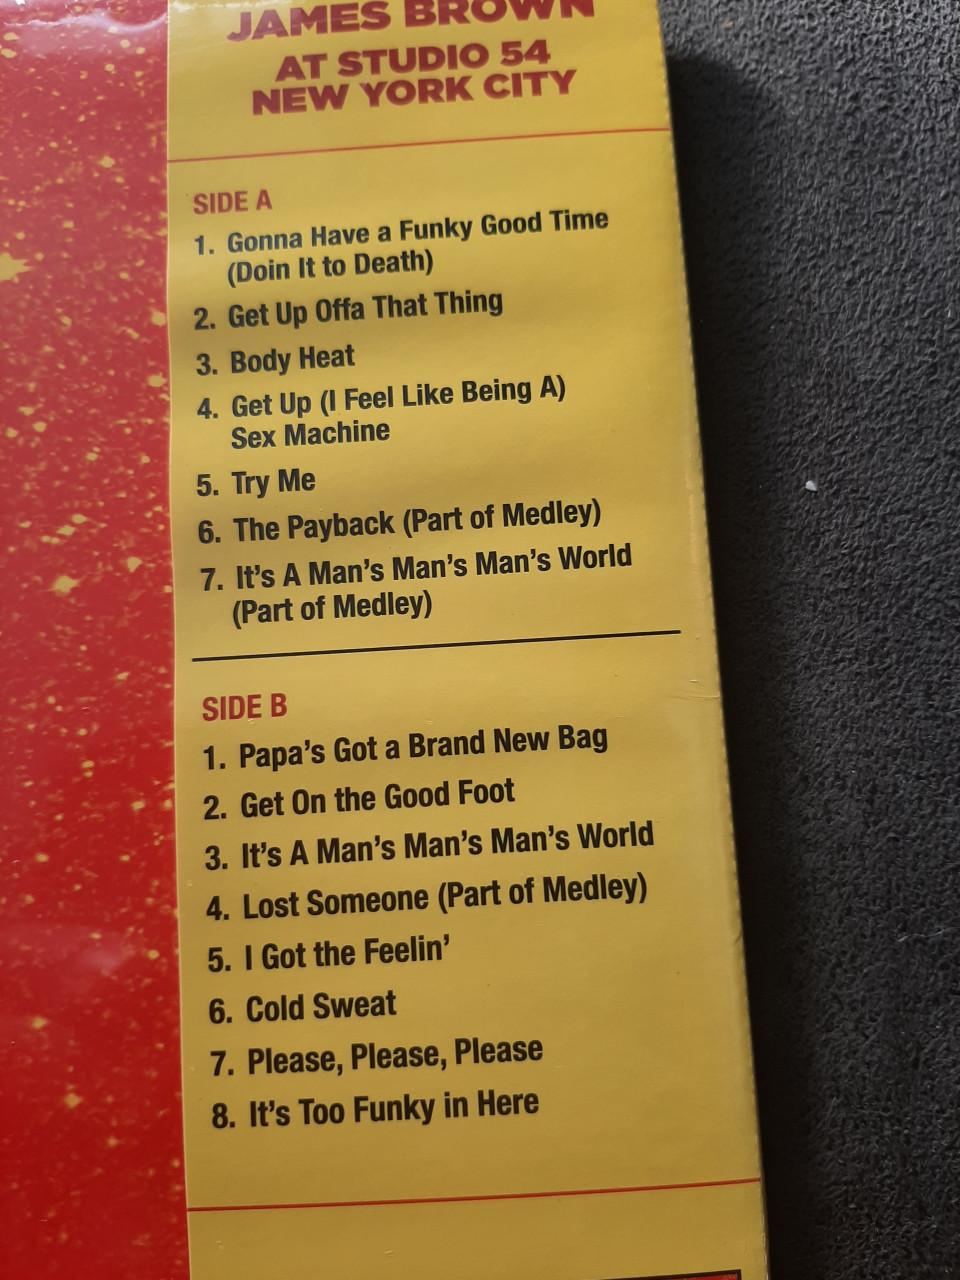 JAMES BROWN
AT STUDIO 54
NEW YORK CITY
SIDE A
1. Gonna Have a Funky Good Time
(Doin It to Death)
2. Get Up Offa That Thing
3. Body Heat
4. Get Up (I Feel Like Being A)
Sex Machine
5. Try Me
6. The Payback (Part of Medley)
7. It's A Man's Man's Man's World
(Part of Medley)
SIDE B
1. Papa's Got a Brand New Bag
2. Get On the Good Foot
3. It's A Man's Man's Man's World
4. Lost Someone (Part of Medley)
5. I Got the Feelin'
6. Cold Sweat
7. Please, Please, Please
8. It's Too Funky in Here